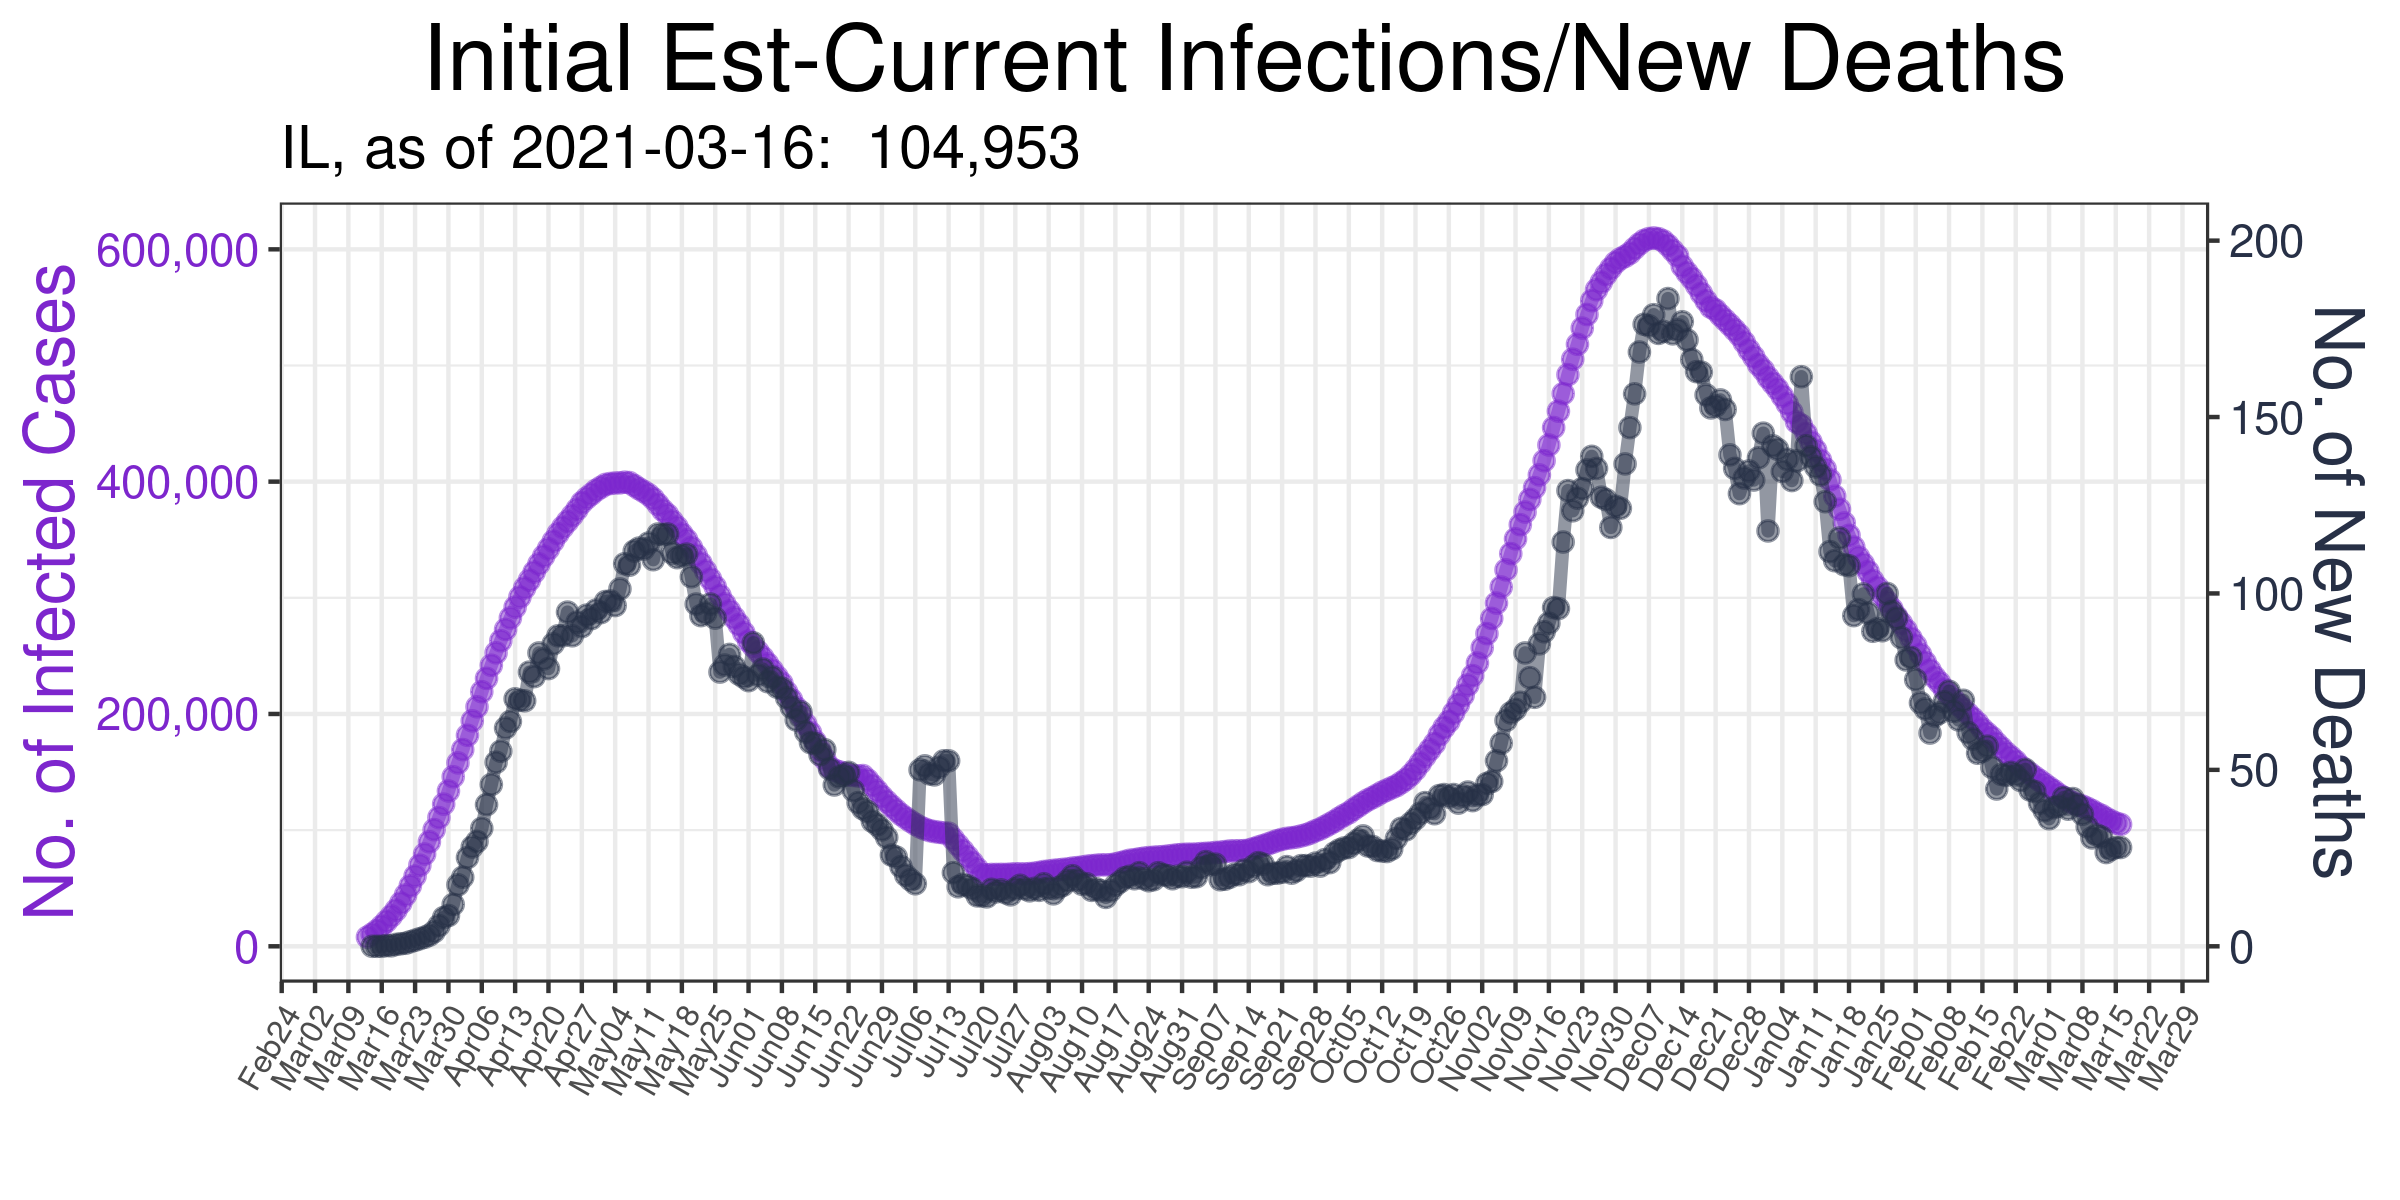 Initial Est-Current Infections/New Deaths
IL, as of 2021-03-16:  104,953
No. of Infected Cases
600,000
400,000
200,000
0
200
150
100
50
0
No. of New Deaths
Feb24
Mar02
Mar09
Mar16
Mar23
Mar30
Apr06
Apr13
Apr20
Apr27
May04
May11
May18
May25
Jun01
Jun08
Jun15
Jun22
Jun29
Jul06
Jul13
Jul20
Jul27
Aug03
Aug10
Aug17
Aug24
Aug31
Sep07
Sep14
Sep21
Sep28
Oct05
Oct12
Oct19
Oct26
Nov02
Nov09
Nov16
Nov23
Nov30
Dec07
Dec14
Dec21
Dec28
Jan04
Jan11
Jan18
Jan25
Feb01
Feb08
Feb15
Feb22
Mar01
Mar08
Mar15
Mar22
Mar29